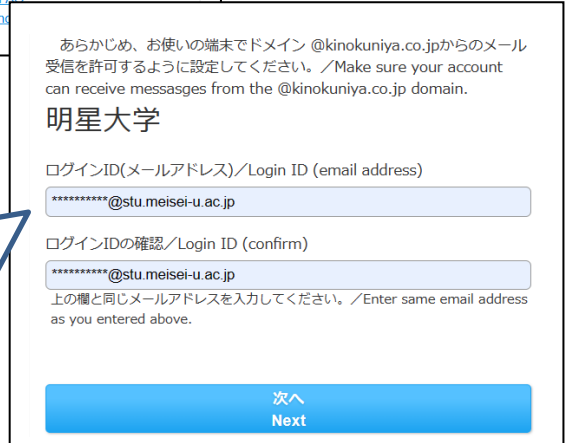 あらかじめ、お使いの端末でドメイン @kinokuniya.co.jpからのメール
受信を許可するように設定してください。／Make sure your account
can receive messasges from the @kinokuniya.co.jp domain.
明星大学
ログインID(メールアドレス)／Login ID (email address)
**********@stu.meisei-u.ac.jp
ログインIDの確認／Login ID (confirm)
**********@stu.meisei-u.ac.jp
上の欄と同じメールアドレスを入力してください。／Enter same email address
as you entered above.
次へ
Next